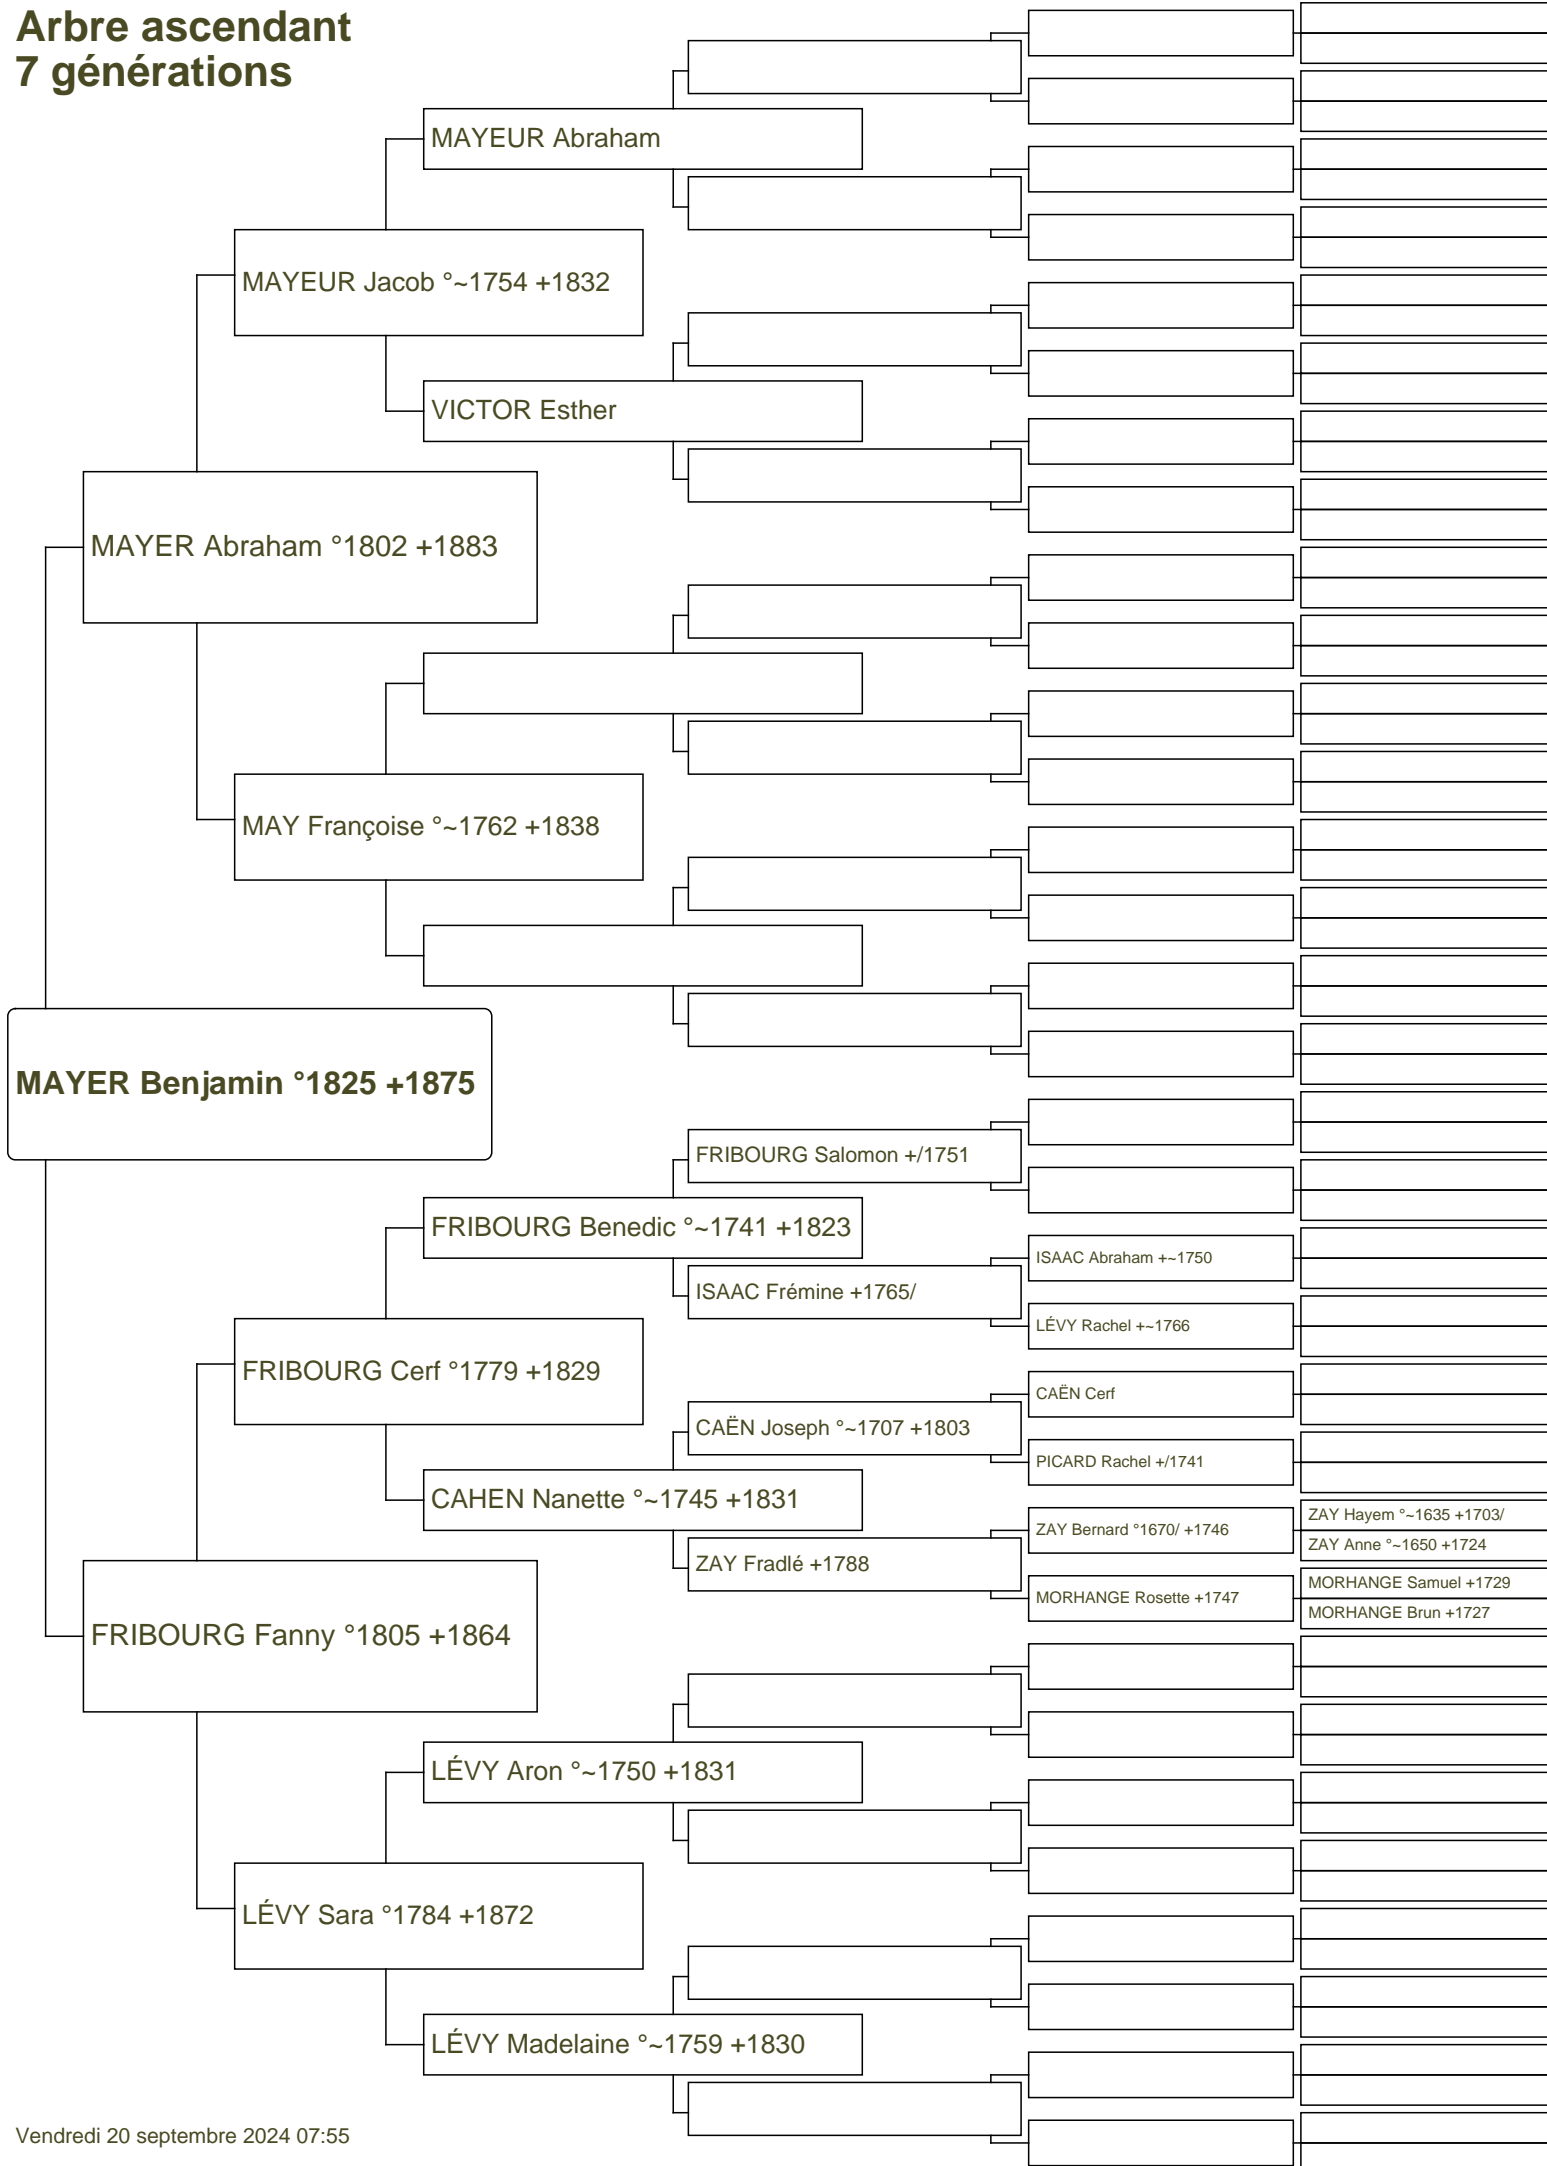 Arbre ascendant
7 générations
MAYEUR Abraham
MAYEUR Jacob °~1754 +1832
VICTOR Esther
MAYER Abraham °1802 +1883
MAY Françoise °~1762 +1838
MAYER Benjamin °1825 +1875
FRIBOURG Salomon +/1751
FRIBOURG Benedic °~1741 +1823
ISAAC Abraham +~1750
ISAAC Frémine +1765/
LÉVY Rachel +~1766
FRIBOURG Cerf °1779 +1829
CAËN Cerf
CAËN Joseph °~1707 +1803
PICARD Rachel +/1741
CAHEN Nanette °~1745 +1831
ZAY Hayem °~1635 +1703/
ZAY Bernard °1670/ +1746
ZAY Anne °~1650 +1724
ZAY Fradlé +1788
MORHANGE Samuel +1729
MORHANGE Rosette +1747
MORHANGE Brun +1727
FRIBOURG Fanny °1805 +1864
LÉVY Aron °~1750 +1831
LÉVY Sara °1784 +1872
LÉVY Madelaine °~1759 +1830
Vendredi 20 septembre 2024 07:55